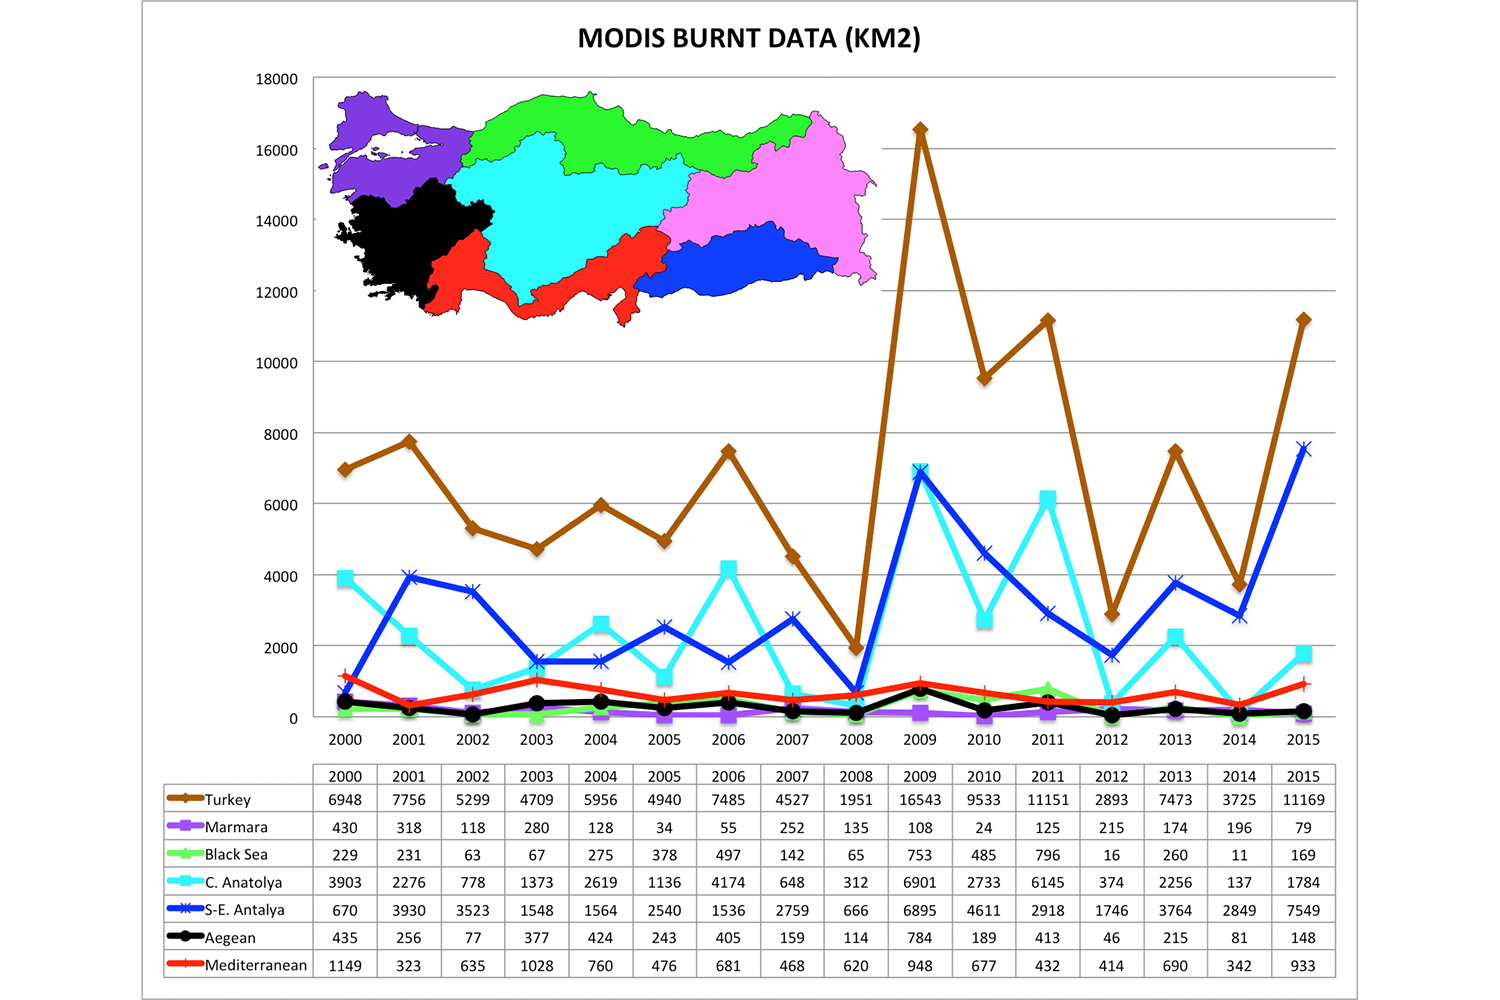 MODIS BURNT DATA (KM2)
18000
16000
14000
12000
10000
8000
6000
4000
2000
0
2000 2001 2002 2003 2004 2005 2006 2007 2008 2009 2010 2011 2012 2013 2014 2015
2000 2001 2002 2003 2004 2005 2006 2007 2008 2009 2010 2011 2012 2013 2014 2015
Turkey 6948 7756 5299 4709 5956 4940 7485 4527 1951 16543 9533 11151 2893 7473 3725 11169
Marmara 430 318 118 280 128 34 55 252 135 108 24 125 215 174 196 79
Black Sea 229 231 63 67 275 378 497 142 65 753 485 796 16 260 11 169
C. Anatolya 3903 2276 778 1373 2619 1136 4174 648 312 6901 2733 6145 374 2256 137 1784
S-E. Antalya 670 3930 3523 1548 1564 2540 1536 2759 666 6895 4611 2918 1746 3764 2849 7549
Aegean 435 256 77 377 424 243 405 159 114 784 189 413 46 215 81 148
Mediterranean 1149 323 635 1028 760 476 681 468 620 948 677 432 414 690 342 933